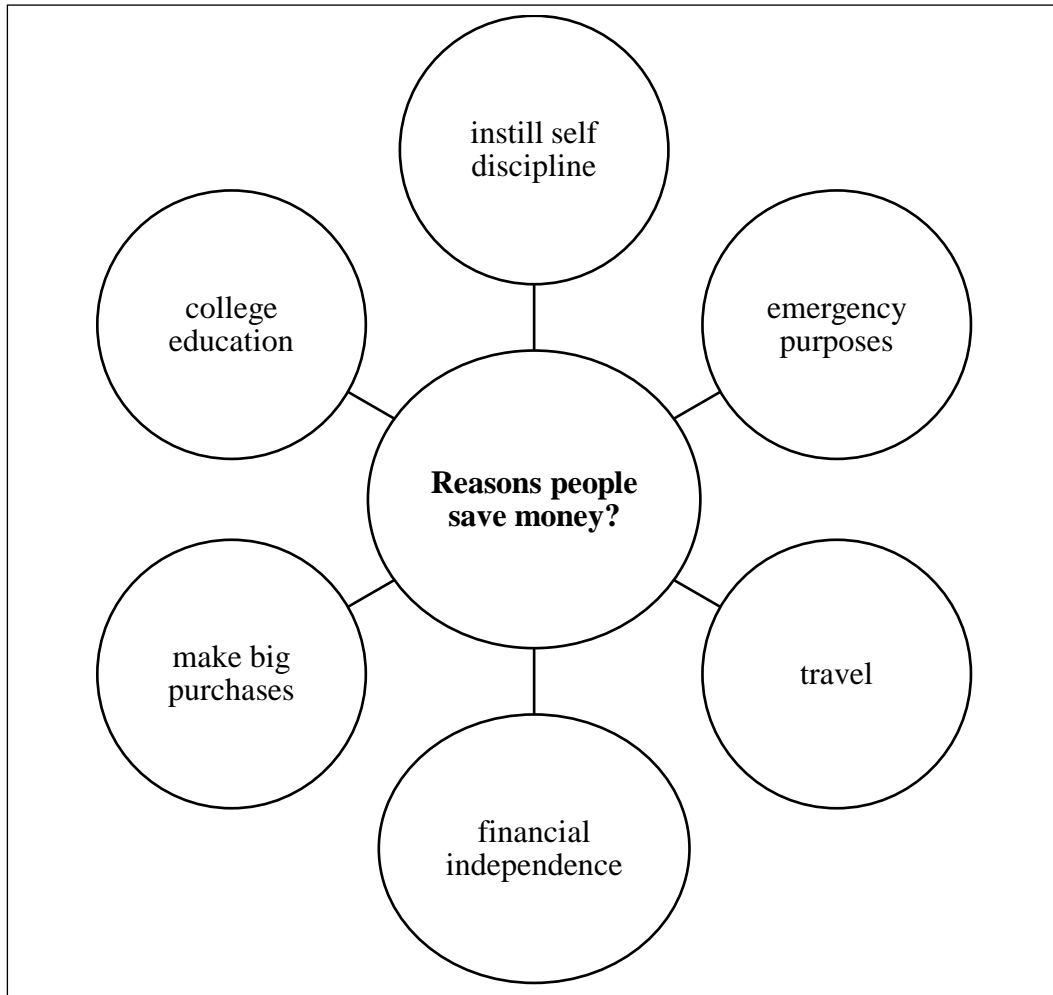 instill self
discipline
college
education
emergency
purposes
Reasons people
save money?
make big
purchases
travel
financial
independence